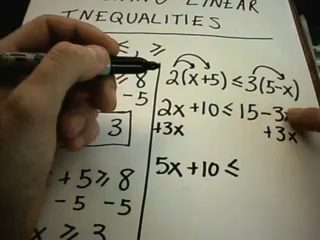 LINEAR
INEQUALITIES
≤, ≥
≥ 8
- 5
3
+ 5 ≥ 8
- 5 - 5
x ≥ 3
2(x+5) ≤ 3(5-x)
2x + 10 ≤ 15 - 3x
+3x +3x
5x + 10 ≤